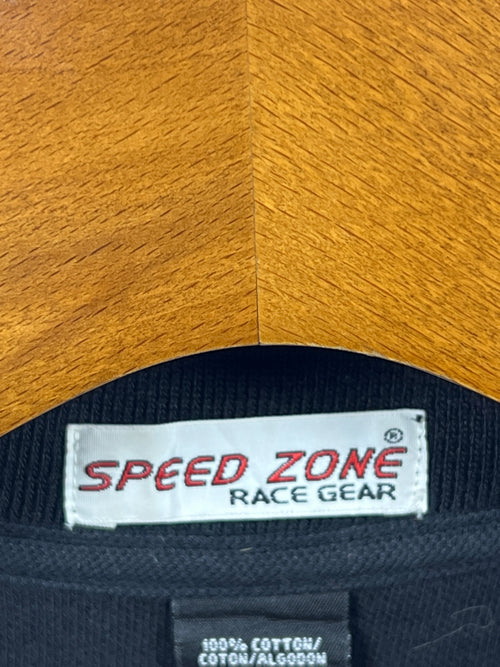 SPEED ZONE®
RACE GEAR
100% COTTON/
COTON/ALGODON